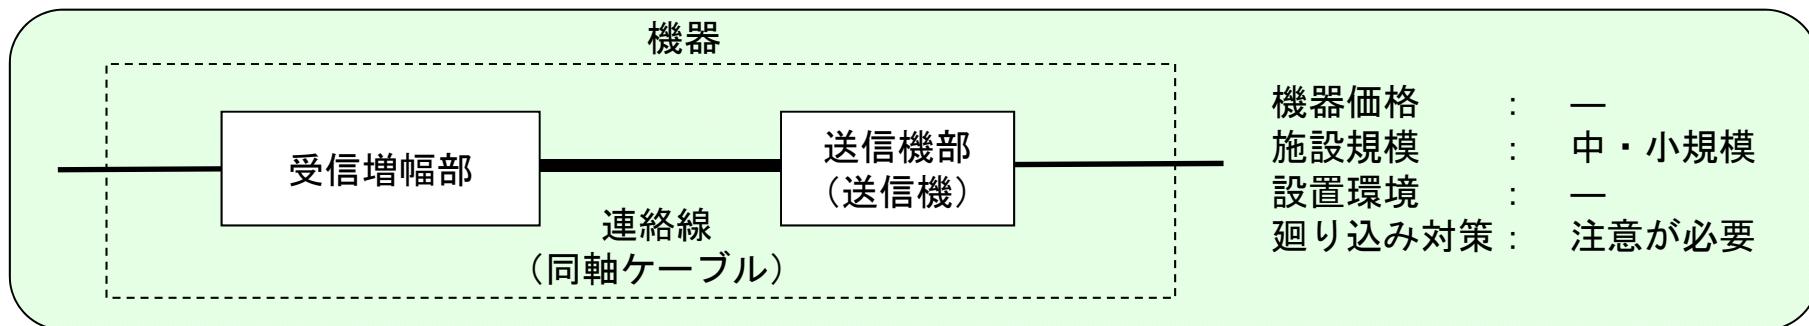 機器
受信増幅部
送信機部
（送信機）
連絡線
（同軸ケーブル）
機器価格 : ―
施設規模 : 中・小規模
設置環境 : ―
廻り込み対策 : 注意が必要